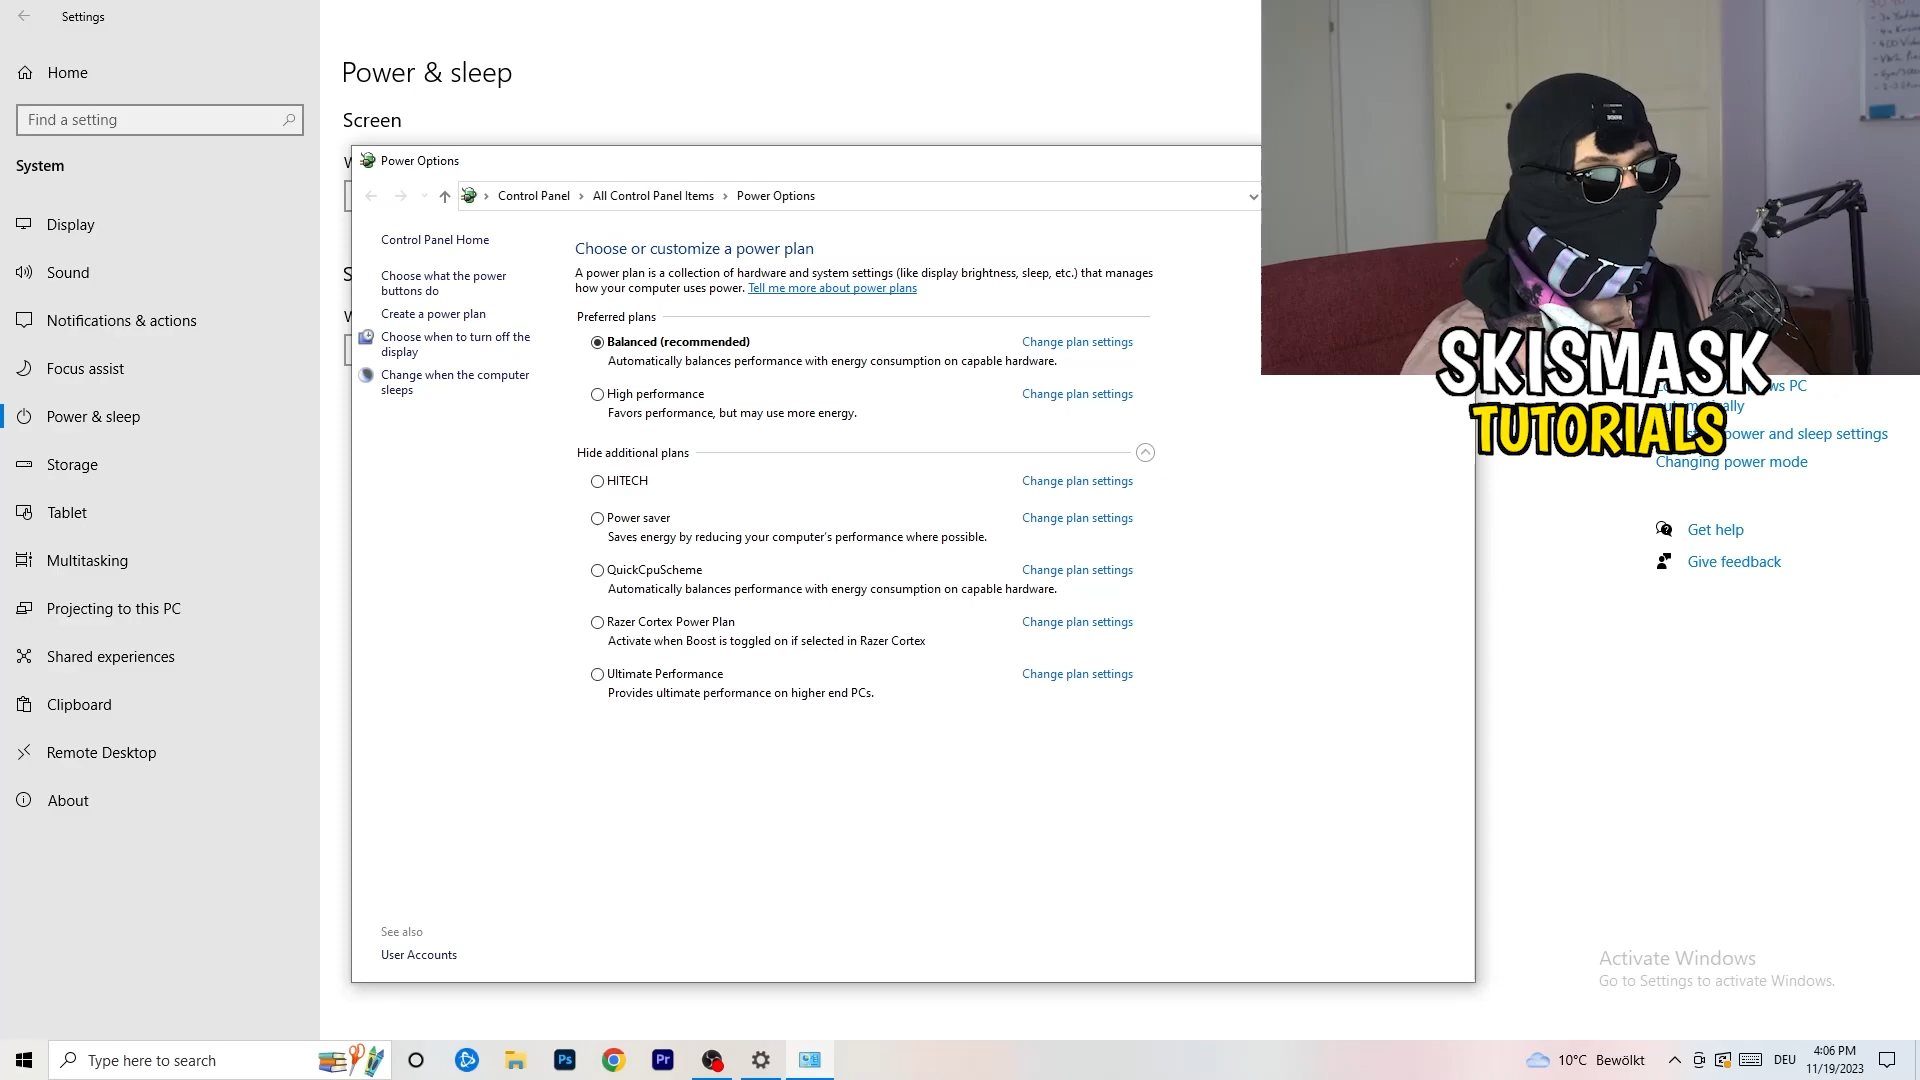 Settings
Home
Find a setting
System
Display
Sound
Notifications & actions
Focus assist
Power & sleep
Storage
Tablet
Multitasking
Projecting to this PC
Shared experiences
Clipboard
Remote Desktop
About
Power & sleep
Screen
Power Options
Control Panel › All Control Panel Items › Power Options
Control Panel Home
Choose what the power
buttons do
Create a power plan
Choose when to turn off the
display
Change when the computer
sleeps
See also
User Accounts
Choose or customize a power plan
A power plan is a collection of hardware and system settings (like display brightness, sleep, etc.) that manages
how your computer uses power. Tell me more about power plans
Preferred plans
Balanced (recommended) Change plan settings
Automatically balances performance with energy consumption on capable hardware.
High performance Change plan settings
Favors performance, but may use more energy.
Hide additional plans
HITECH Change plan settings
Power saver Change plan settings
Saves energy by reducing your computer's performance where possible.
QuickCpuScheme Change plan settings
Automatically balances performance with energy consumption on capable hardware.
Razer Cortex Power Plan Change plan settings
Activate when Boost is toggled on if selected in Razer Cortex
Ultimate Performance Change plan settings
Provides ultimate performance on higher end PCs.
SKISMASK
TUTORIALS
PC
power and sleep settings
Changing power mode
Get help
Give feedback
Activate Windows
Go to Settings to activate Windows.
Type here to search
Ps
Pr
10°C Bewölkt
DEU
4:06 PM
11/19/2023